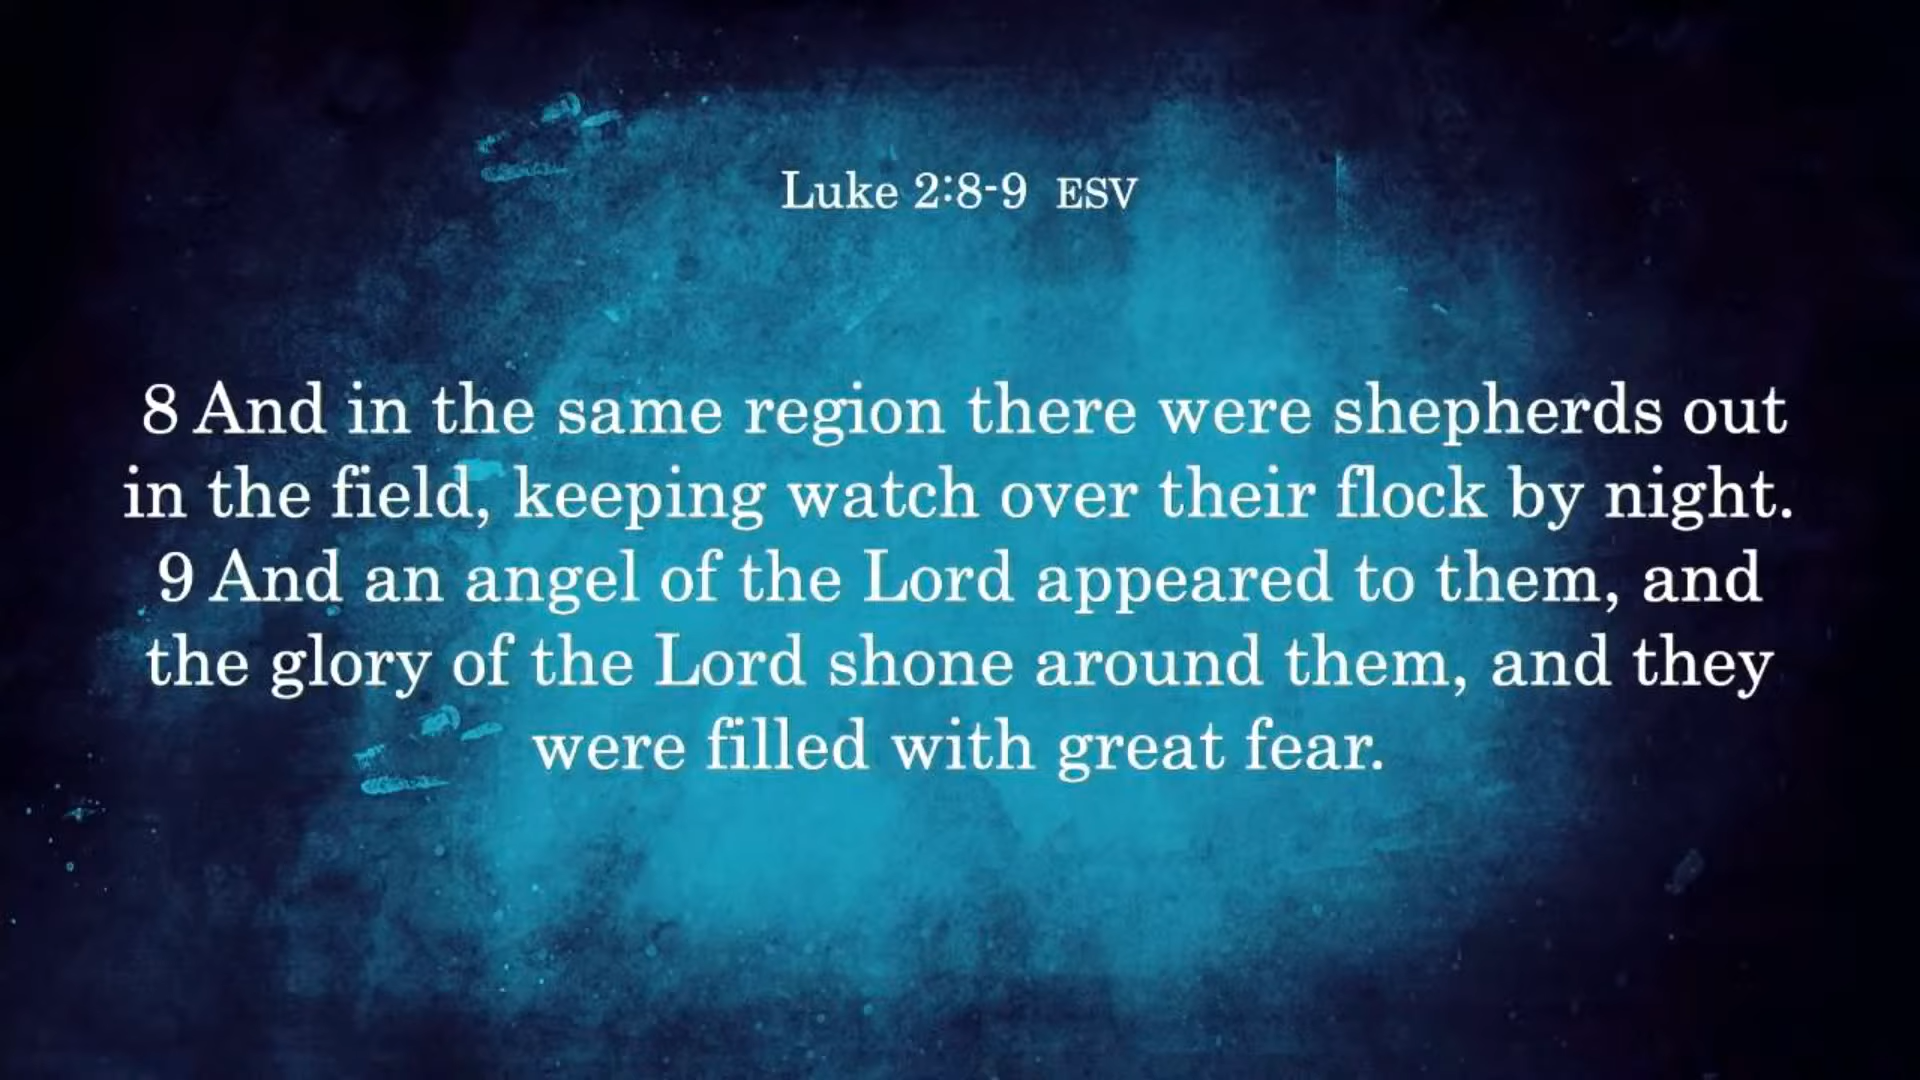 Luke 2:8-9 ESV
8 And in the same region there were shepherds out
in the field, keeping watch over their flock by night.
9 And an angel of the Lord appeared to them, and
the glory of the Lord shone around them, and they
were filled with great fear.